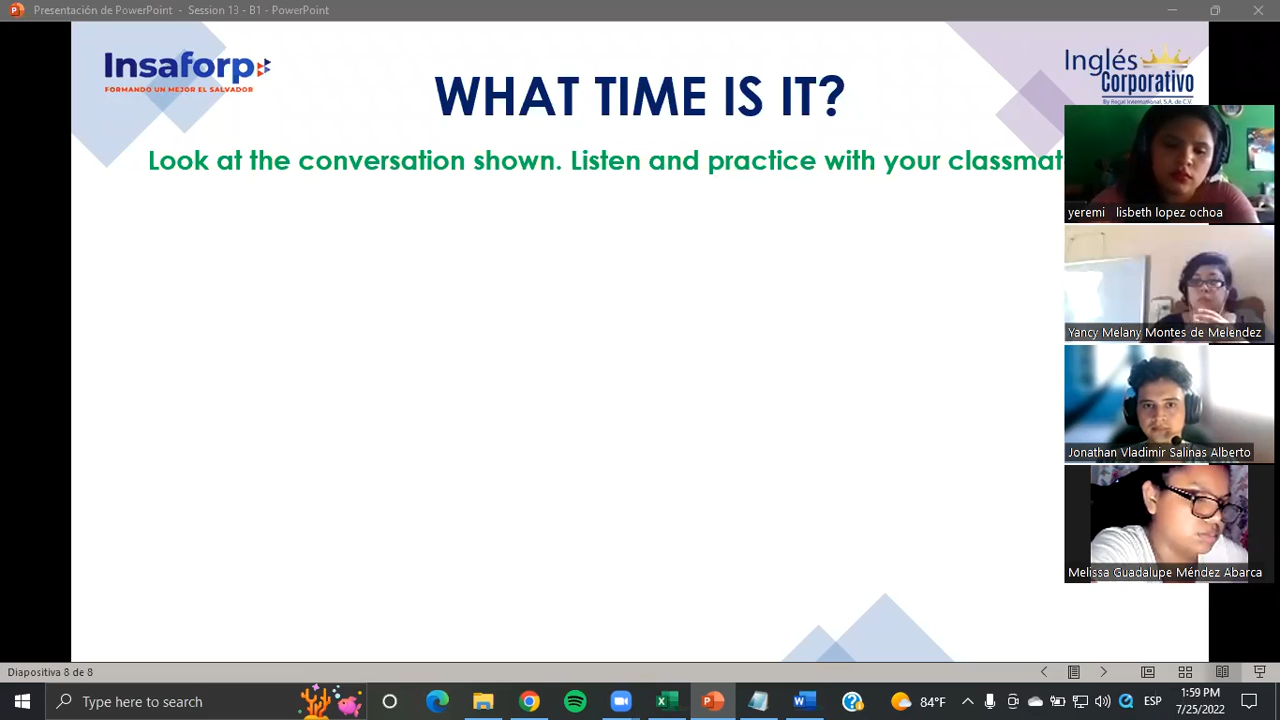 Presentación de PowerPoint - Session 13 - B1 - PowerPoint
Insaforp
FORMANDO UN MEJOR EL SALVADOR
WHAT TIME IS IT?
Inglés
Corporativo
By Regal International, S.A. de C.V.
Look at the conversation shown. Listen and practice with your classmat
yeremi lisbeth lopez ochoa
Yancy Melany Montes de Melendez
Jonathan Vladimir Salinas Alberto
Melissa Guadalupe Méndez Abarca
Diapositiva 8 de 8
Type here to search
84°F
ESP
1:59 PM
7/25/2022